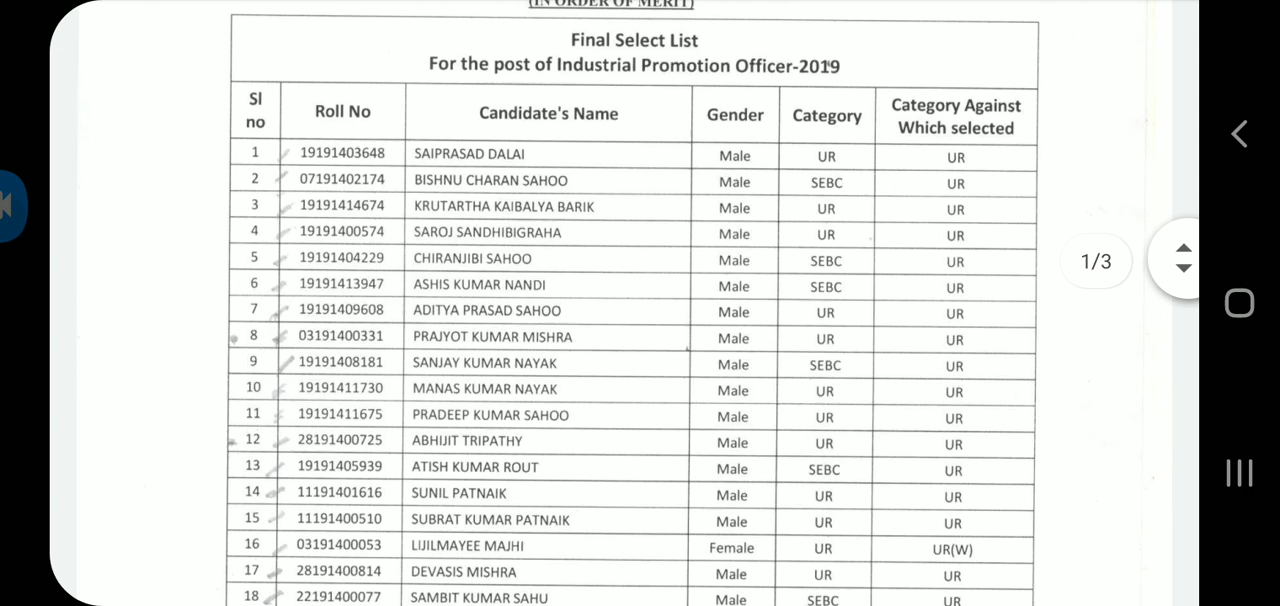 (IN ORDER OF MERIT)
Final Select List
For the post of Industrial Promotion Officer-2019
Sl no Roll No Candidate's Name Gender Category Category Against Which selected
1 19191403648 SAIPRASAD DALAI Male UR UR
2 07191402174 BISHNU CHARAN SAHOO Male SEBC UR
3 19191414674 KRUTARTHA KAIBALYA BARIK Male UR UR
4 19191400574 SAROJ SANDHIBIGRAHA Male UR UR
5 19191404229 CHIRANJIBI SAHOO Male SEBC UR
6 19191413947 ASHIS KUMAR NANDI Male SEBC UR
7 19191409608 ADITYA PRASAD SAHOO Male UR UR
8 03191400331 PRAJYOT KUMAR MISHRA Male UR UR
9 19191408181 SANJAY KUMAR NAYAK Male SEBC UR
10 19191411730 MANAS KUMAR NAYAK Male UR UR
11 19191411675 PRADEEP KUMAR SAHOO Male UR UR
12 28191400725 ABHIJIT TRIPATHY Male UR UR
13 19191405939 ATISH KUMAR ROUT Male SEBC UR
14 11191401616 SUNIL PATNAIK Male UR UR
15 11191400510 SUBRAT KUMAR PATNAIK Male UR UR
16 03191400053 LIJILMAYEE MAJHI Female UR UR(W)
17 28191400814 DEVASIS MISHRA Male UR UR
18 22191400077 SAMBIT KUMAR SAHU Male SEBC UR
1/3